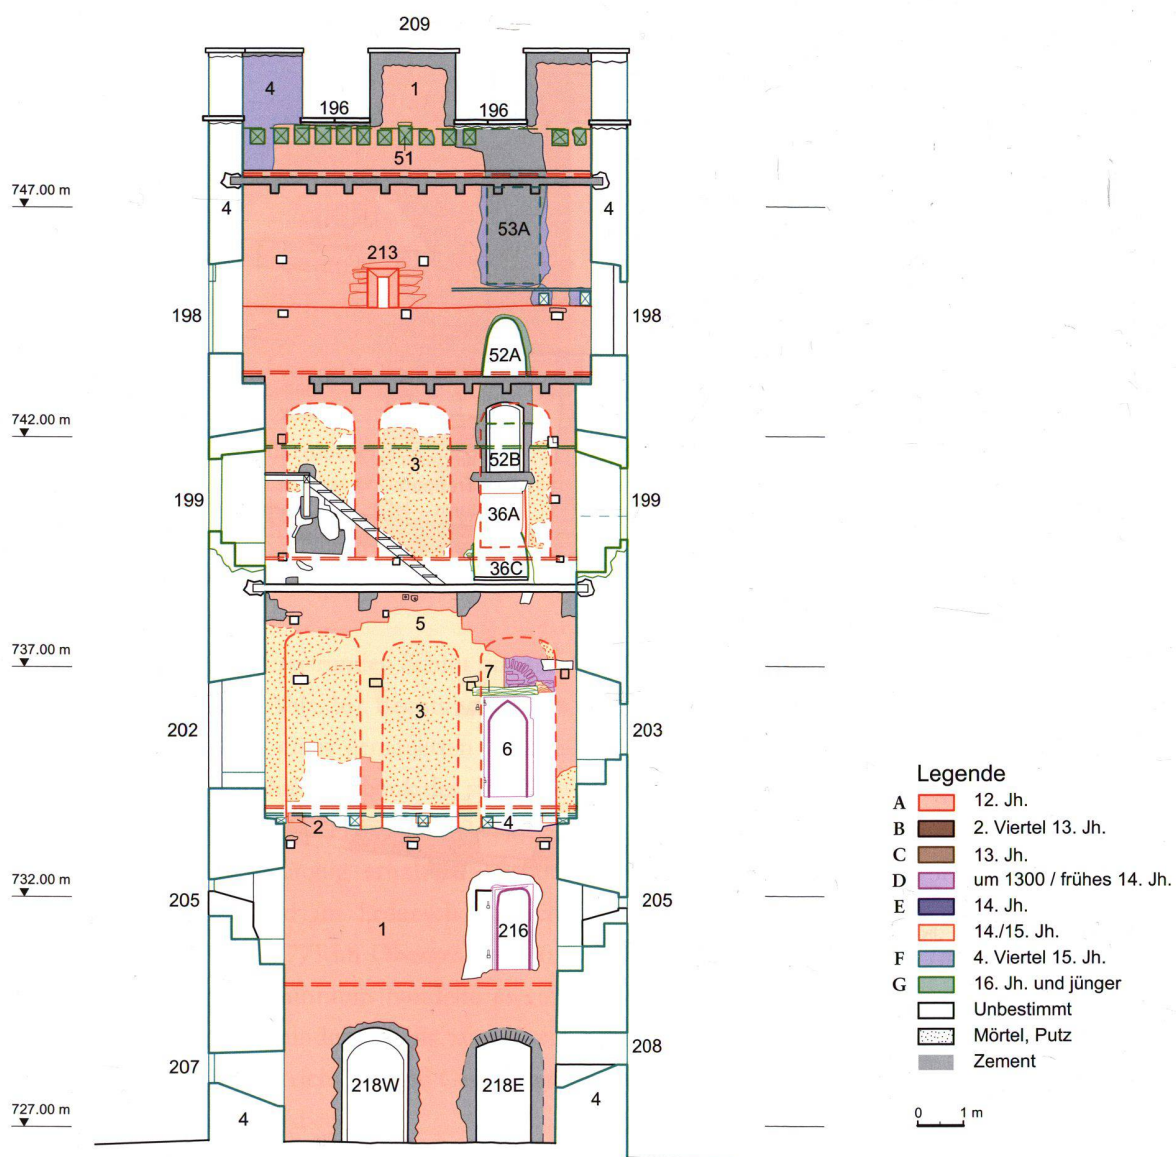 209
4
1
196
196
51
747.00 m
4
53A
4
213
198
198
52A
742.00 m
3
52B
199
36A
199
36C
5
737.00 m
7
3
202
6
203
2
4
732.00 m
205
205
1
216
207
208
218W
218E
4
4
727.00 m
Legende
A 12. Jh.
B 2. Viertel 13. Jh.
C 13. Jh.
D um 1300 / frühes 14. Jh.
E 14. Jh.
14./15. Jh.
F 4. Viertel 15. Jh.
G 16. Jh. und jünger
Unbestimmt
Mörtel, Putz
Zement
0 1 m